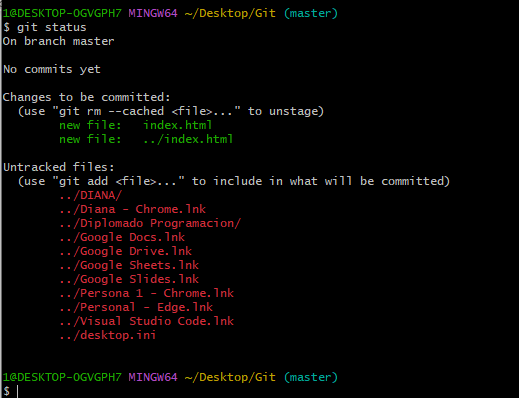 1@DESKTOP-OGVGPH7 MINGW64 ~/Desktop/Git (master)
$ git status
On branch master
No commits yet
Changes to be committed:
  (use "git rm --cached <file>..." to unstage)
        new file:   index.html
        new file:   ../index.html
Untracked files:
  (use "git add <file>..." to include in what will be committed)
        ../DIANA/
        ../Diana - Chrome.lnk
        ../Diplomado Programacion/
        ../Google Docs.lnk
        ../Google Drive.lnk
        ../Google Sheets.lnk
        ../Google Slides.lnk
        ../Persona 1 - Chrome.lnk
        ../Personal - Edge.lnk
        ../Visual Studio Code.lnk
        ../desktop.ini
1@DESKTOP-OGVGPH7 MINGW64 ~/Desktop/Git (master)
$